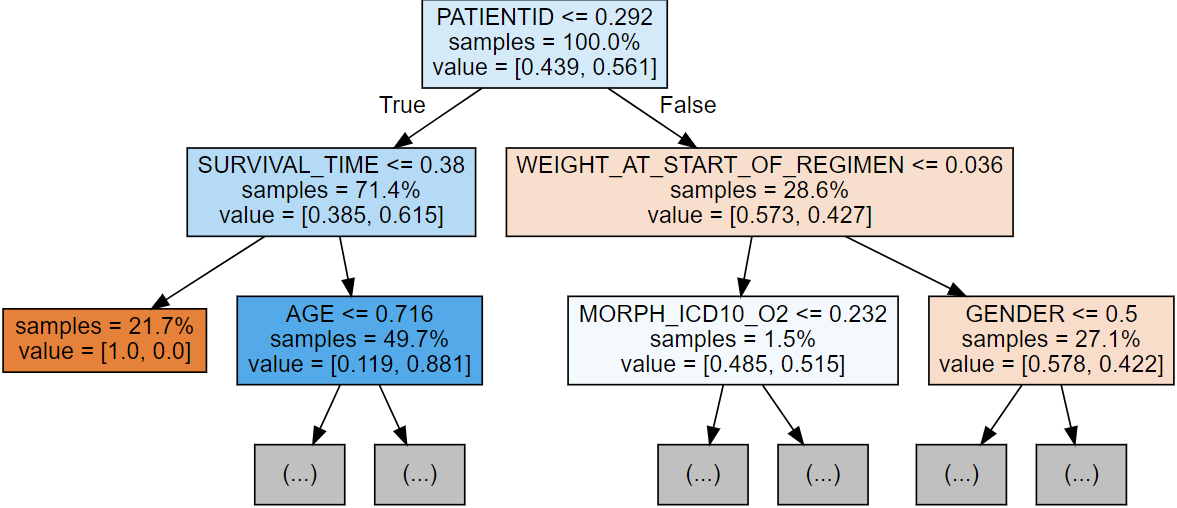 PATIENTID <= 0.292
samples = 100.0%
value = [0.439, 0.561]
True
False
SURVIVAL_TIME <= 0.38
samples = 71.4%
value = [0.385, 0.615]
WEIGHT_AT_START_OF_REGIMEN <= 0.036
samples = 28.6%
value = [0.573, 0.427]
samples = 21.7%
value = [1.0, 0.0]
AGE <= 0.716
samples = 49.7%
value = [0.119, 0.881]
MORPH_ICD10_O2 <= 0.232
samples = 1.5%
value = [0.485, 0.515]
GENDER <= 0.5
samples = 27.1%
value = [0.578, 0.422]
(...)
(...)
(...)
(...)
(...)
(...)